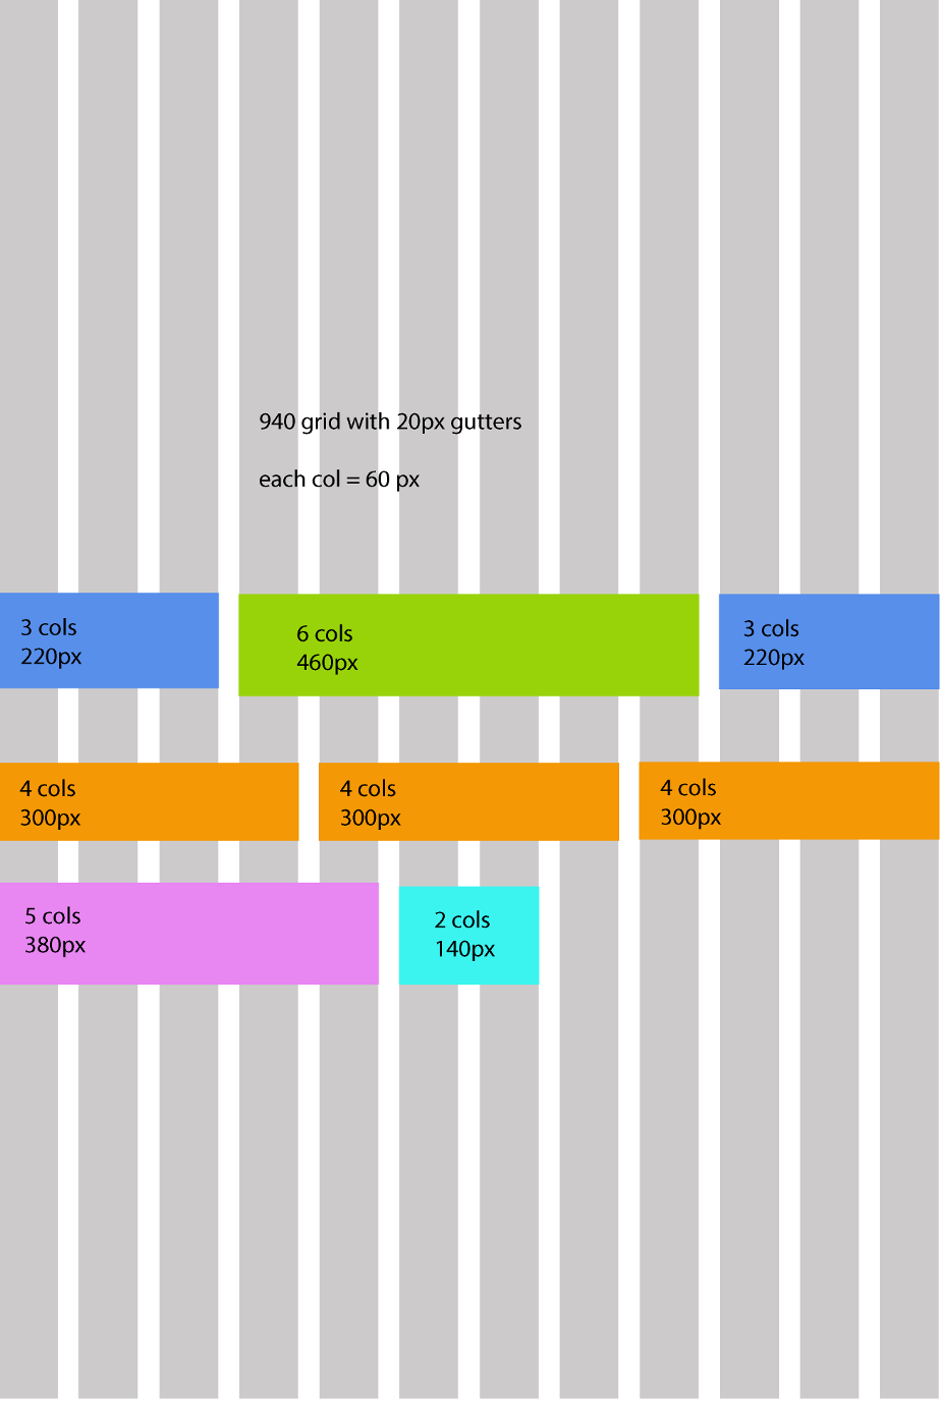 940 grid with 20px gutters
each col = 60 px
3 cols
220px
6 cols
460px
3 cols
220px
4 cols
300px
4 cols
300px
4 cols
300px
5 cols
380px
2 cols
140px